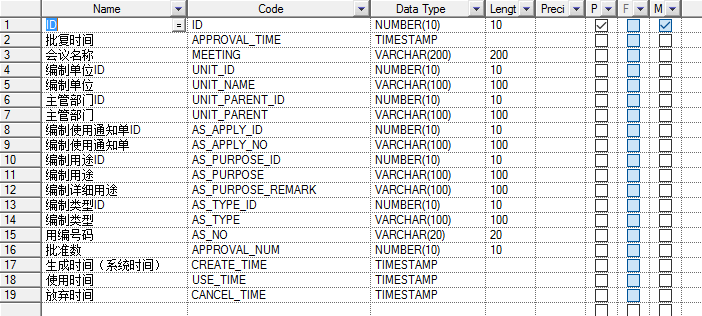 Name Code Data Type Lengt Preci P F M
1 ID = ID NUMBER(10) 10
2 批复时间 APPROVAL_TIME TIMESTAMP
3 会议名称 MEETING VARCHAR(200) 200
4 编制单位ID UNIT_ID NUMBER(10) 10
5 编制单位 UNIT_NAME VARCHAR(100) 100
6 主管部门ID UNIT_PARENT_ID NUMBER(10) 10
7 主管部门 UNIT_PARENT VARCHAR(100) 100
8 编制使用通知单ID AS_APPLY_ID NUMBER(10) 10
9 编制使用通知单 AS_APPLY_NO VARCHAR(100) 100
10 编制用途ID AS_PURPOSE_ID NUMBER(10) 10
11 编制用途 AS_PURPOSE VARCHAR(100) 100
12 编制详细用途 AS_PURPOSE_REMARK VARCHAR(100) 100
13 编制类型ID AS_TYPE_ID NUMBER(10) 10
14 编制类型 AS_TYPE VARCHAR(100) 100
15 用编号码 AS_NO VARCHAR(20) 20
16 批准数 APPROVAL_NUM NUMBER(10) 10
17 生成时间（系统时间） CREATE_TIME TIMESTAMP
18 使用时间 USE_TIME TIMESTAMP
19 放弃时间 CANCEL_TIME TIMESTAMP